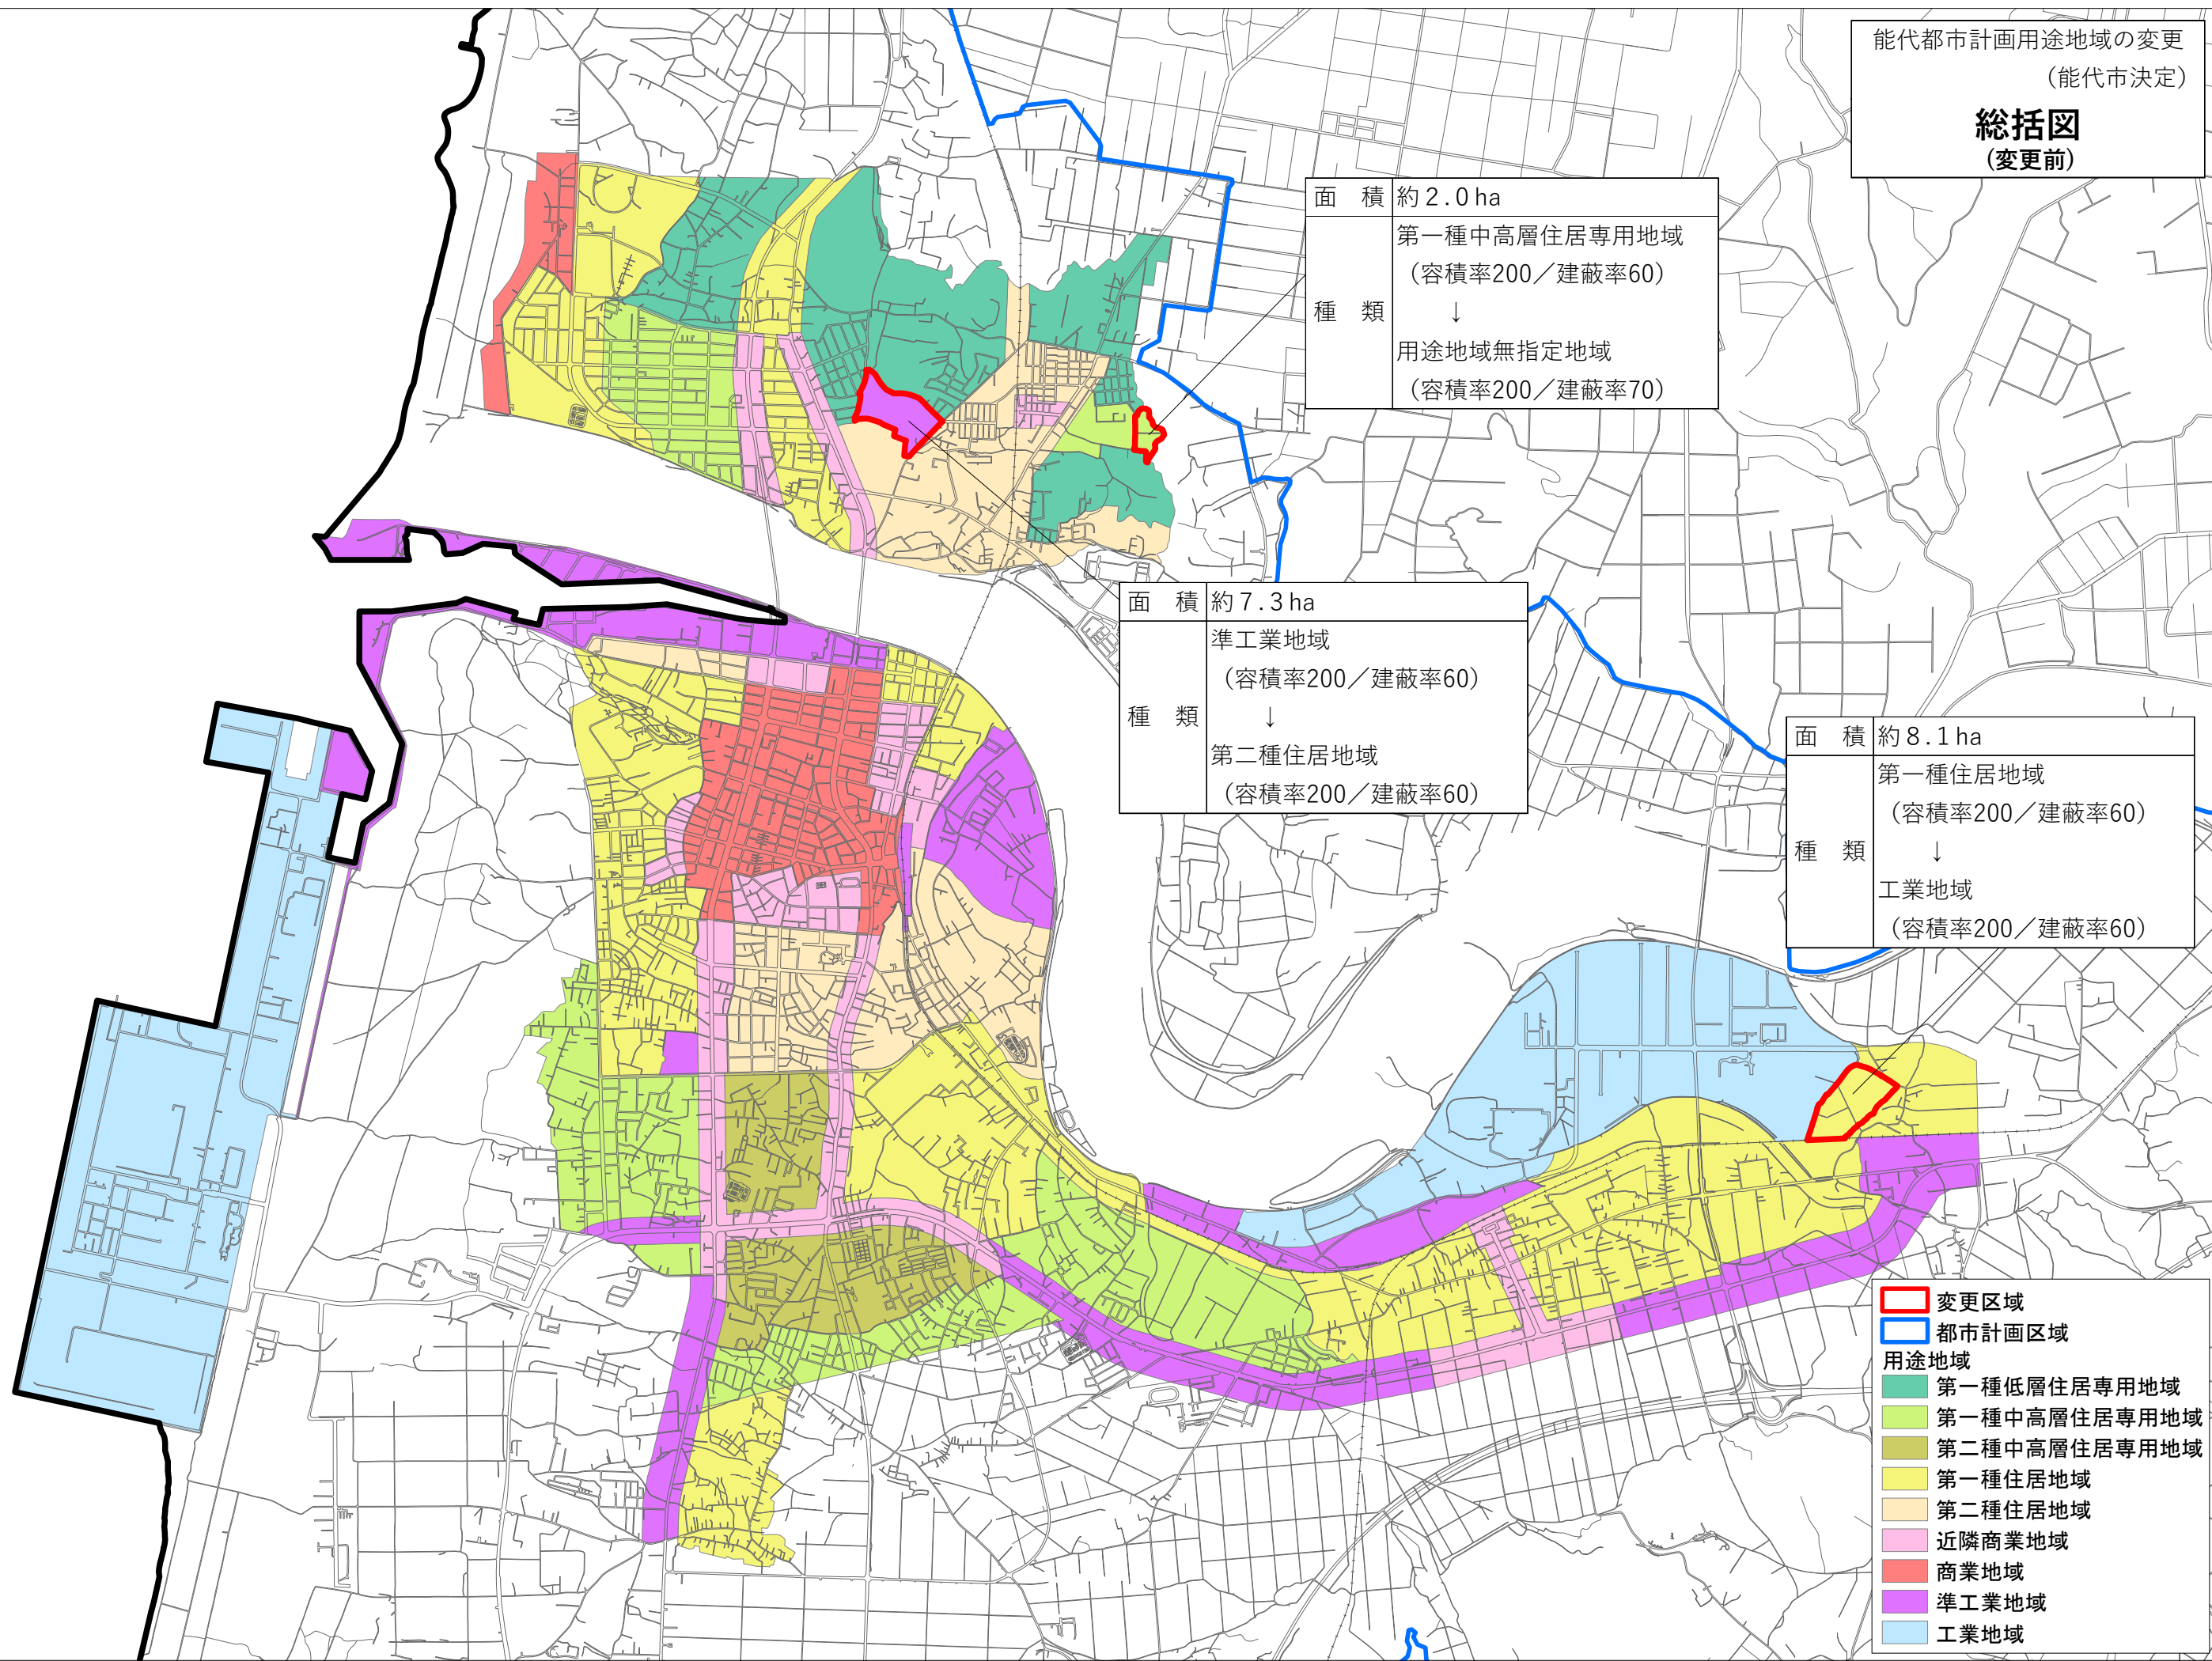 能代都市計画用途地域の変更
（能代市決定）
総括図
(変更前)
面　積 約2.0ha
種　類
第一種中高層住居専用地域
（容積率200／建蔽率60）
↓
用途地域無指定地域
（容積率200／建蔽率70）
面　積 約7.3ha
種　類
準工業地域
（容積率200／建蔽率60）
↓
第二種住居地域
（容積率200／建蔽率60）
面　積 約8.1ha
種　類
第一種住居地域
（容積率200／建蔽率60）
↓
工業地域
（容積率200／建蔽率60）
変更区域
都市計画区域
用途地域
第一種低層住居専用地域
第一種中高層住居専用地域
第二種中高層住居専用地域
第一種住居地域
第二種住居地域
近隣商業地域
商業地域
準工業地域
工業地域